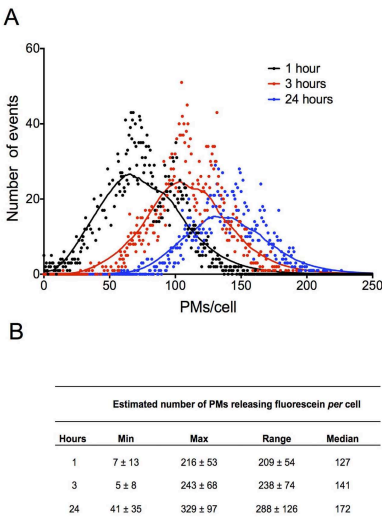 A
60
40
20
0
Number of events
1 hour
3 hours
24 hours
0 50 100 150 200 250
PMs/cell
B
Estimated number of PMs releasing fluorescein per cell
Hours Min Max Range Median
1 7 ± 13 216 ± 53 209 ± 54 127
3 5 ± 8 243 ± 68 238 ± 74 141
24 41 ± 35 329 ± 97 288 ± 126 172